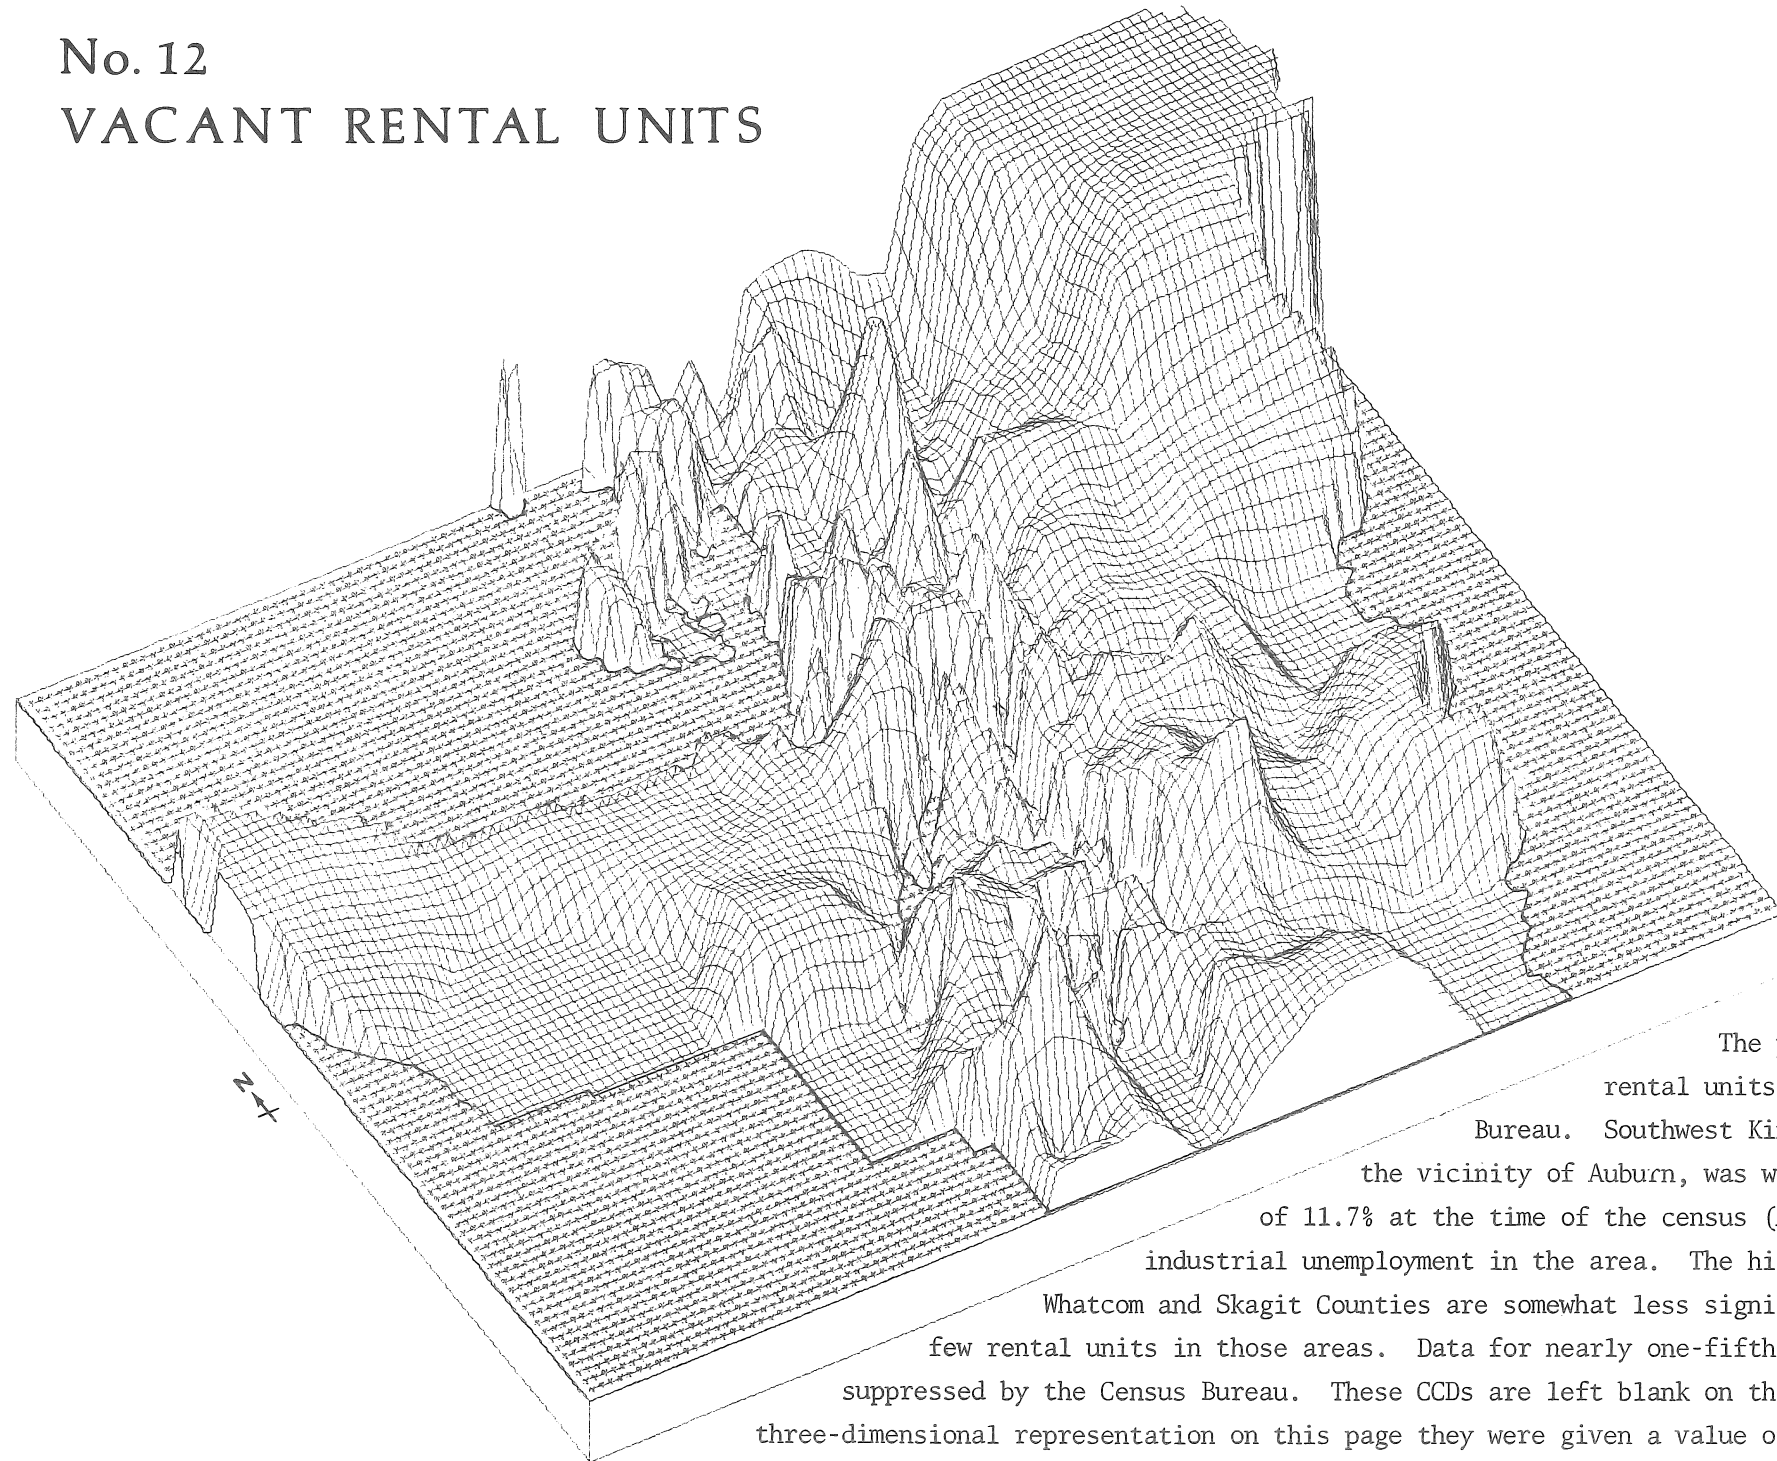 No. 12
VACANT RENTAL UNITS
N
The
rental units
Bureau. Southwest
the vicinity of Auburn, was
of 11.7% at the time of the census
industrial unemployment in the area. The
Whatcom and Skagit Counties are somewhat less
few rental units in those areas. Data for nearly one-fifth
suppressed by the Census Bureau. These CCDs are left blank on
three-dimensional representation on this page they were given a value